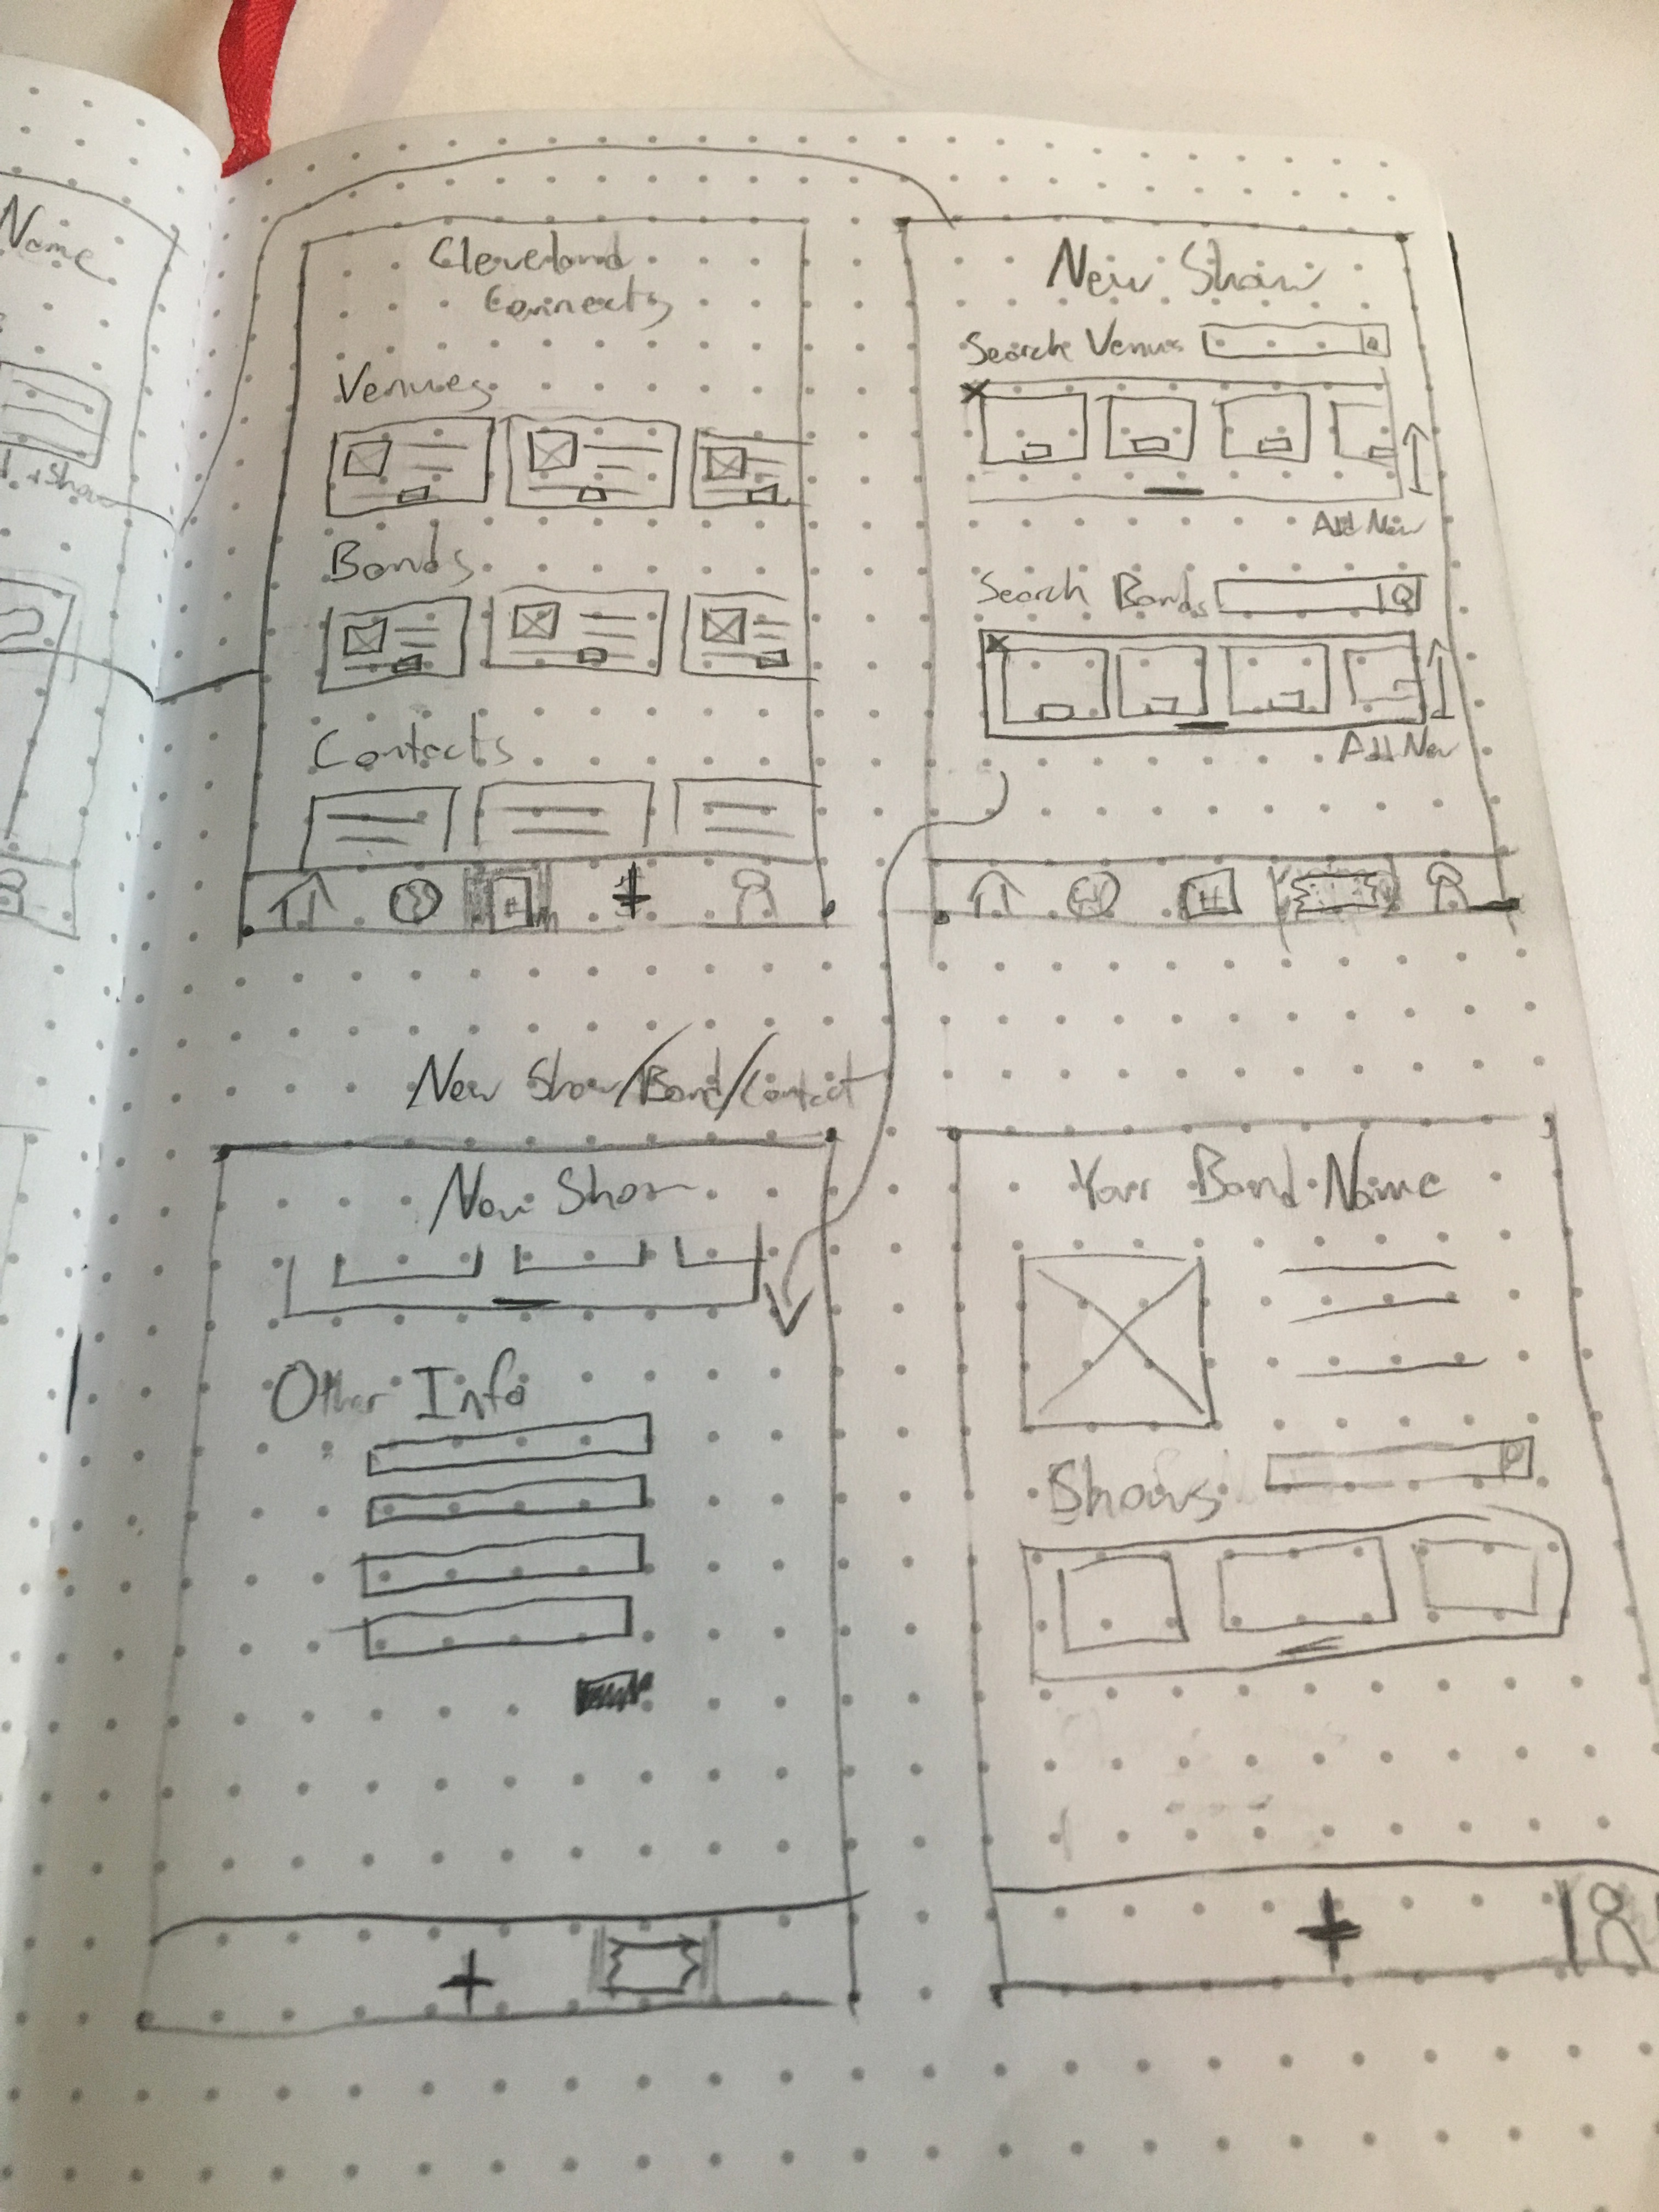 Name
Cleveland
Connects
Venues
Bands
Contacts
New Show
Search Venues
Add New
Search Bands
Add New
New Show/Band/Contact
New Show
Other Info
Your Band Name
Shows